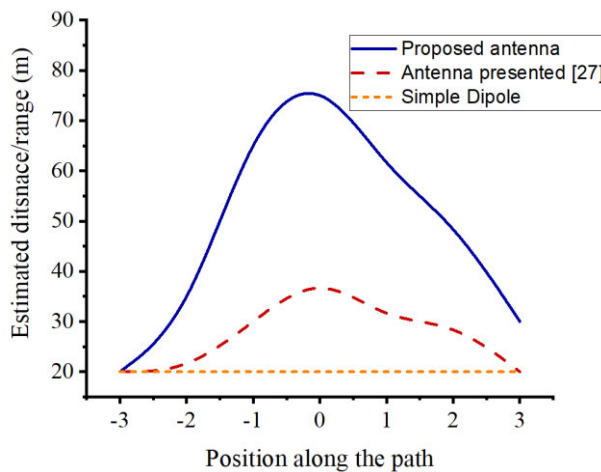 90
80
70
60
50
40
30
20
Estimated ditsnace/range (m)
Proposed antenna
Antenna presented [27]
Simple Dipole
-3 -2 -1 0 1 2 3
Position along the path